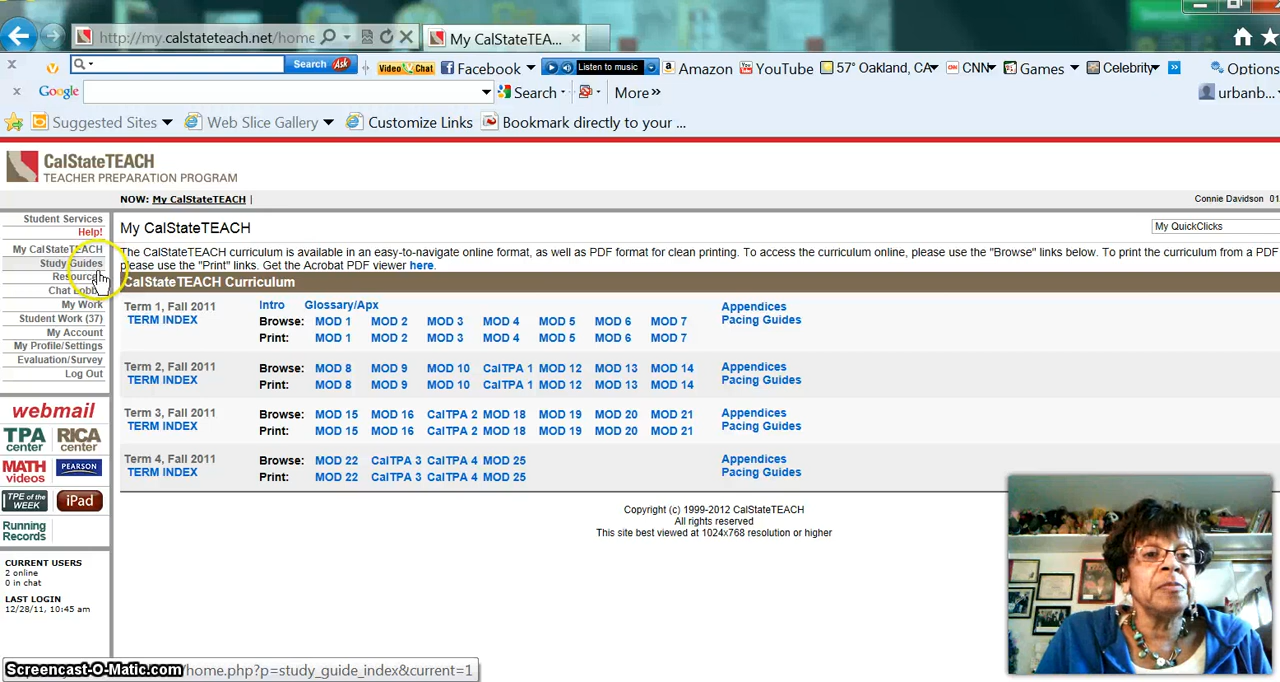 http://my.calstateteach.net/home
My CalStateTEA...
Search Ask
Video Chat
Facebook
Listen to music
Amazon
YouTube
57° Oakland, CA
CNN
Games
Celebrity
Options
Google
Search
More»
urbanb...
Suggested Sites
Web Slice Gallery
Customize Links
Bookmark directly to your ...
CalStateTEACH
TEACHER PREPARATION PROGRAM
NOW: My CalStateTEACH |
Connie Davidson 01
Student Services
Help!
My CalStateTEACH
Study Guides
Resourc
Chat Lobb
My Work
Student Work (37)
My Account
My Profile/Settings
Evaluation/Survey
Log Out
webmail
TPA center
RICA center
MATH videos
PEARSON
TPE of the WEEK
iPad
Running Records
CURRENT USERS
2 online
0 in chat
LAST LOGIN
12/28/11, 10:45 am
My CalStateTEACH
My QuickClicks
The CalStateTEACH curriculum is available in an easy-to-navigate online format, as well as PDF format for clean printing. To access the online curriculum, please use the "Browse" links below. To print the curriculum from a PDF
please use the "Print" links. Get the Acrobat PDF viewer here.
CalStateTEACH Curriculum
Term 1, Fall 2011
TERM INDEX
Intro Glossary/Apx
Browse: MOD 1 MOD 2 MOD 3 MOD 4 MOD 5 MOD 6 MOD 7
Print: MOD 1 MOD 2 MOD 3 MOD 4 MOD 5 MOD 6 MOD 7
Appendices
Pacing Guides
Term 2, Fall 2011
TERM INDEX
Browse: MOD 8 MOD 9 MOD 10 CalTPA 1 MOD 12 MOD 13 MOD 14
Print: MOD 8 MOD 9 MOD 10 CalTPA 1 MOD 12 MOD 13 MOD 14
Appendices
Pacing Guides
Term 3, Fall 2011
TERM INDEX
Browse: MOD 15 MOD 16 CalTPA 2 MOD 18 MOD 19 MOD 20 MOD 21
Print: MOD 15 MOD 16 CalTPA 2 MOD 18 MOD 19 MOD 20 MOD 21
Appendices
Pacing Guides
Term 4, Fall 2011
TERM INDEX
Browse: MOD 22 CalTPA 3 CalTPA 4 MOD 25
Print: MOD 22 CalTPA 3 CalTPA 4 MOD 25
Appendices
Pacing Guides
Copyright (c) 1999-2012 CalStateTEACH
All rights reserved
This site best viewed at 1024x768 resolution or higher
Screencast-O-Matic.com /home.php?p=study_guide_index&current=1